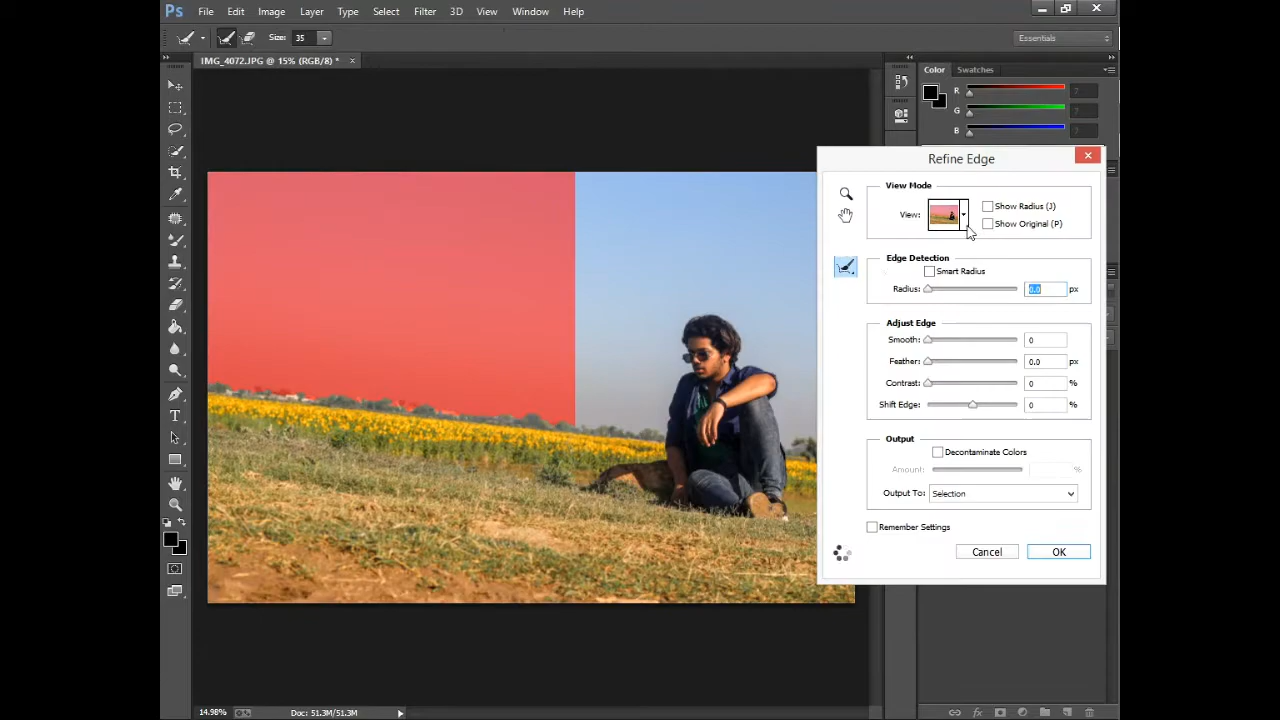 Ps File Edit Image Layer Type Select Filter 3D View Window Help
Size: 35 Essentials
IMG_4072.JPG @ 15% (RGB/8) *
Color Swatches
R
G
B
Refine Edge
View Mode
View: Show Radius (J)
Show Original (P)
Edge Detection
Smart Radius
Radius: 0.0 px
Adjust Edge
Smooth: 0
Feather: 0.0 px
Contrast: 0 %
Shift Edge: 0 %
Output
Decontaminate Colors
Amount: %
Output To: Selection
Remember Settings
Cancel OK
14.98% Doc: 51.3M/51.3M